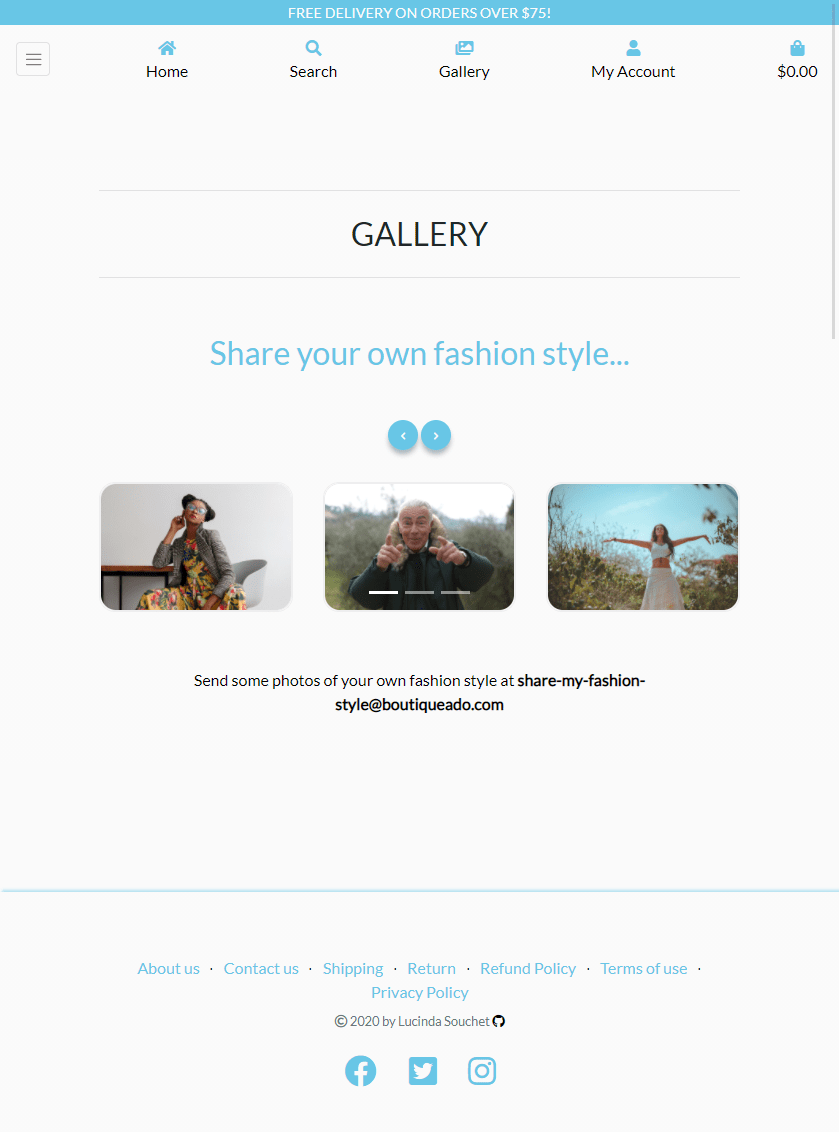 FREE DELIVERY ON ORDERS OVER $75!
Home Search Gallery My Account $0.00
GALLERY
Share your own fashion style...
Send some photos of your own fashion style at share-my-fashion-
style@boutiqueado.com
About us · Contact us · Shipping · Return · Refund Policy · Terms of use ·
Privacy Policy
© 2020 by Lucinda Souchet